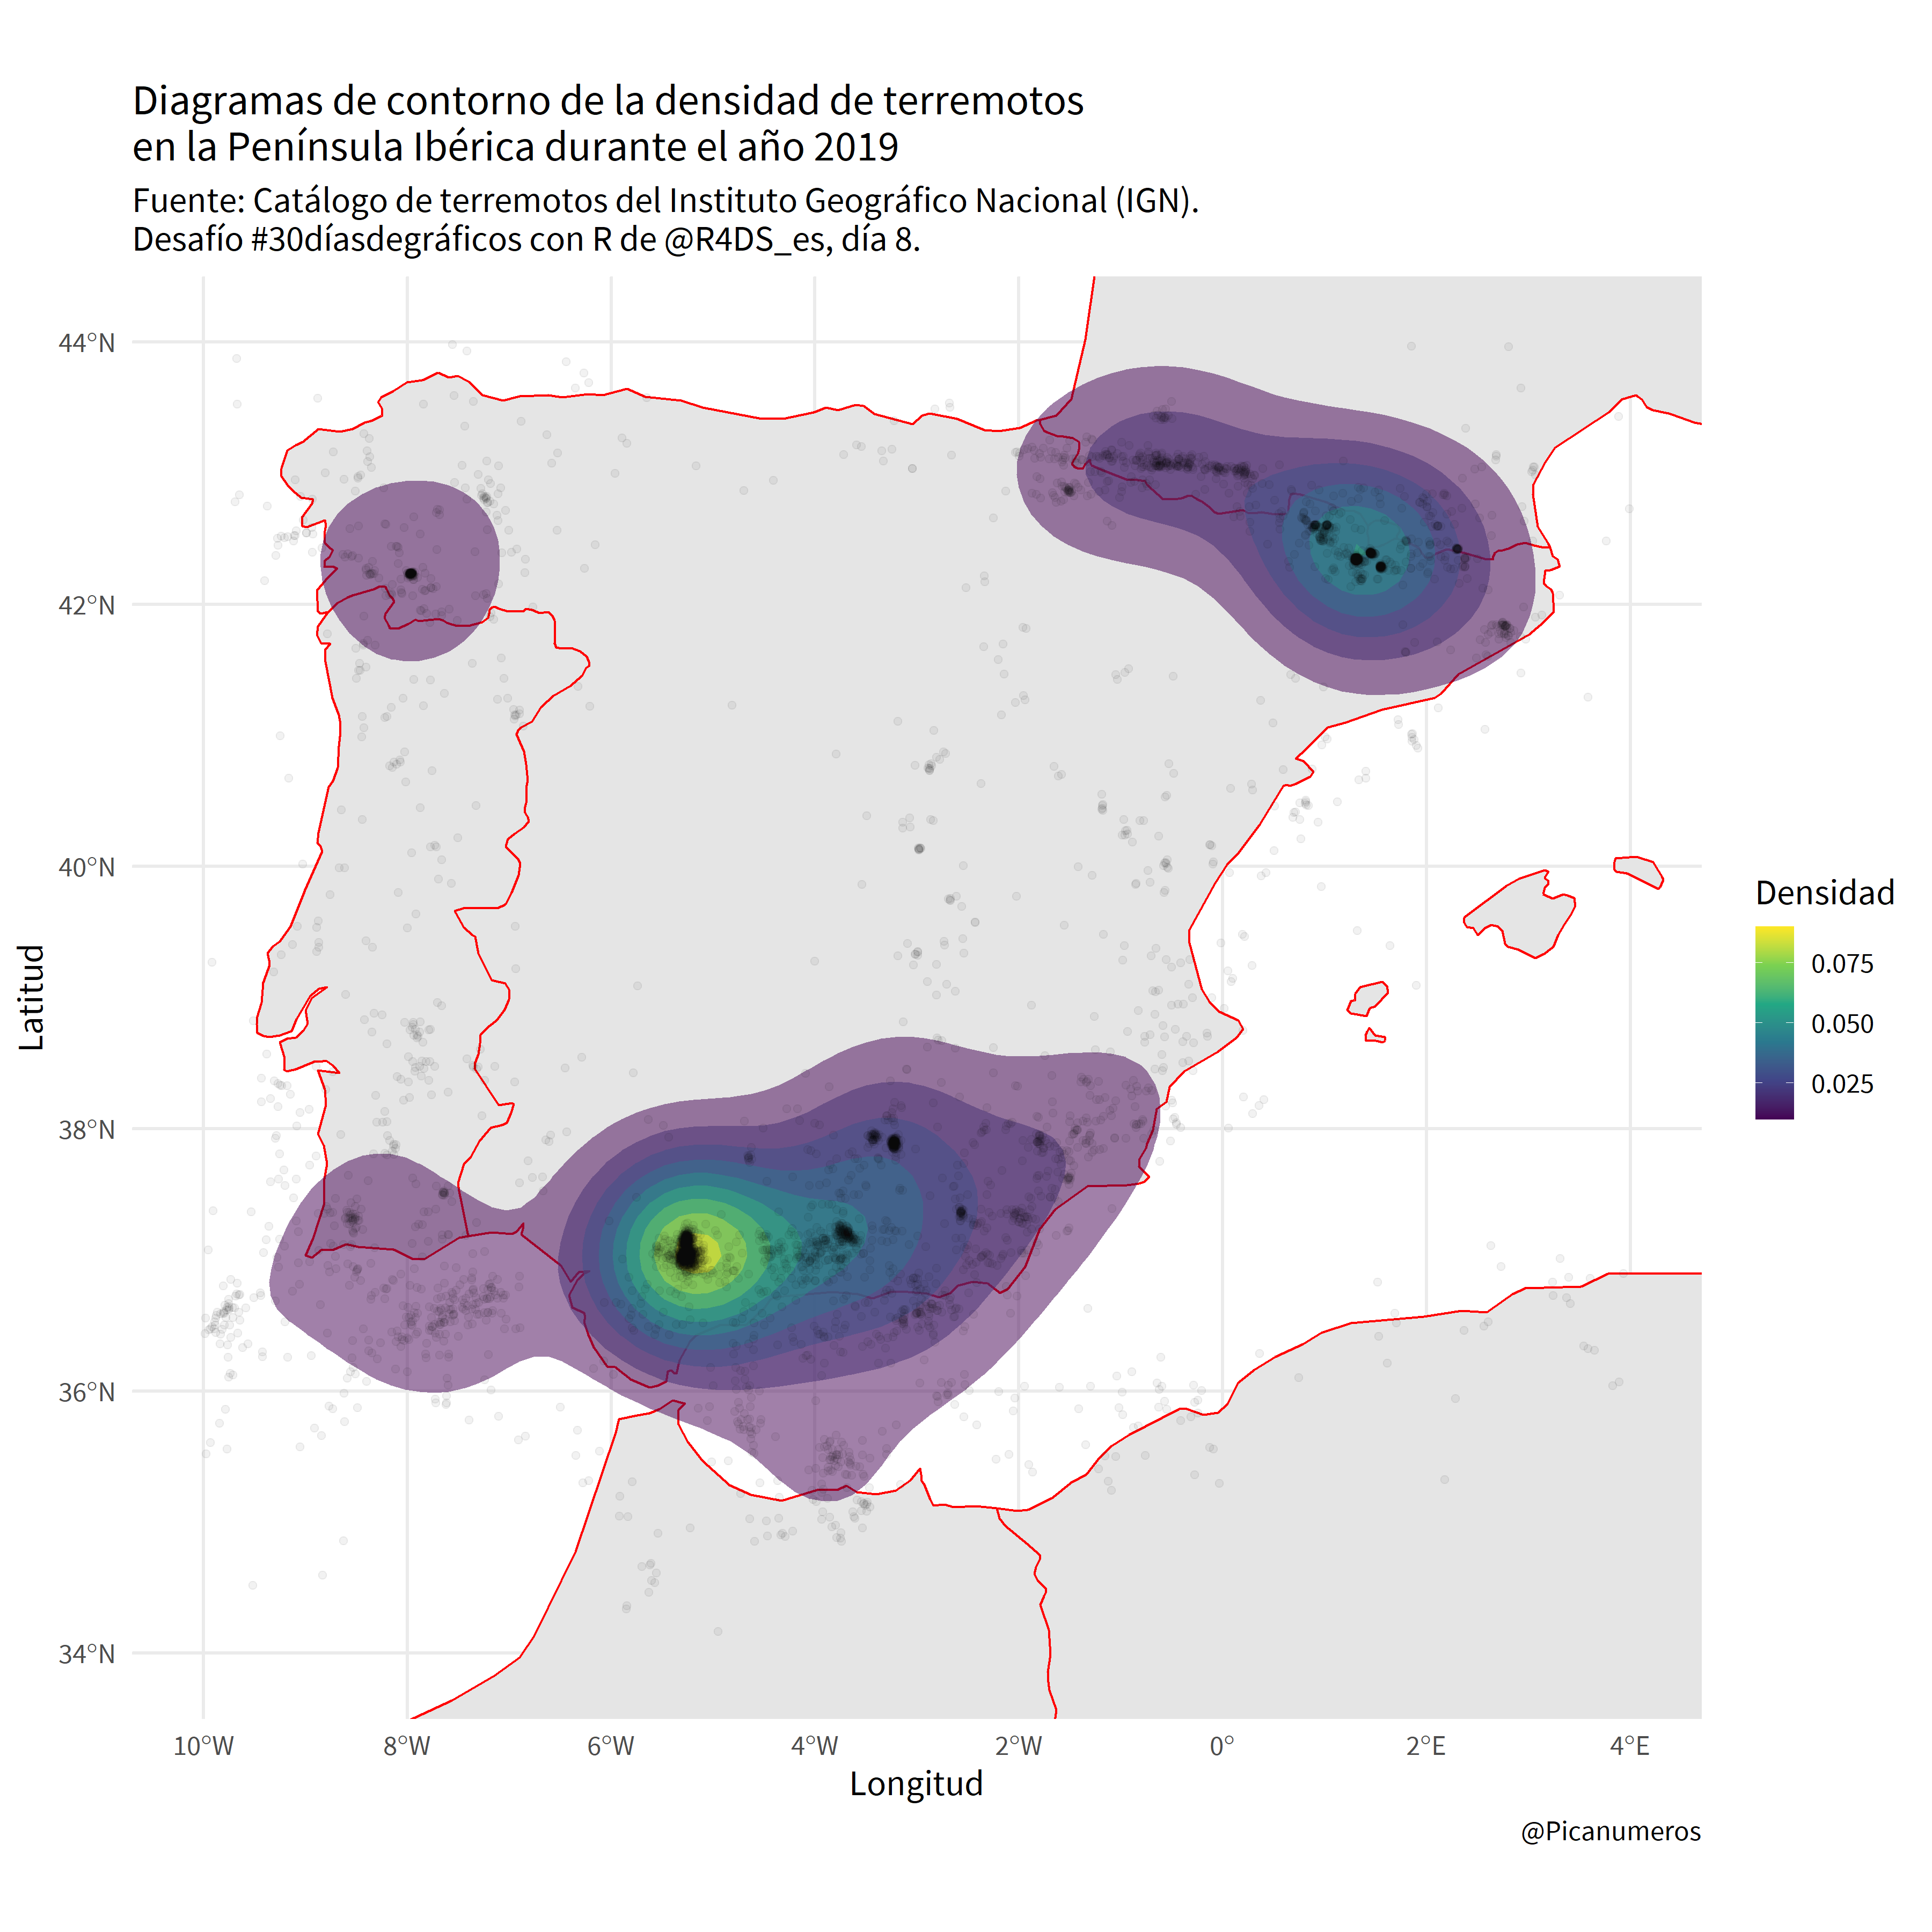 Diagramas de contorno de la densidad de terremotos
en la Península Ibérica durante el año 2019
Fuente: Catálogo de terremotos del Instituto Geográfico Nacional (IGN).
Desafío #30díasdegráficos con R de @R4DS_es, día 8.
44°N
42°N
40°N
38°N
36°N
34°N
Latitud
10°W
8°W
6°W
4°W
2°W
0°
2°E
4°E
Longitud
Densidad
0.075
0.050
0.025
@Picanumeros